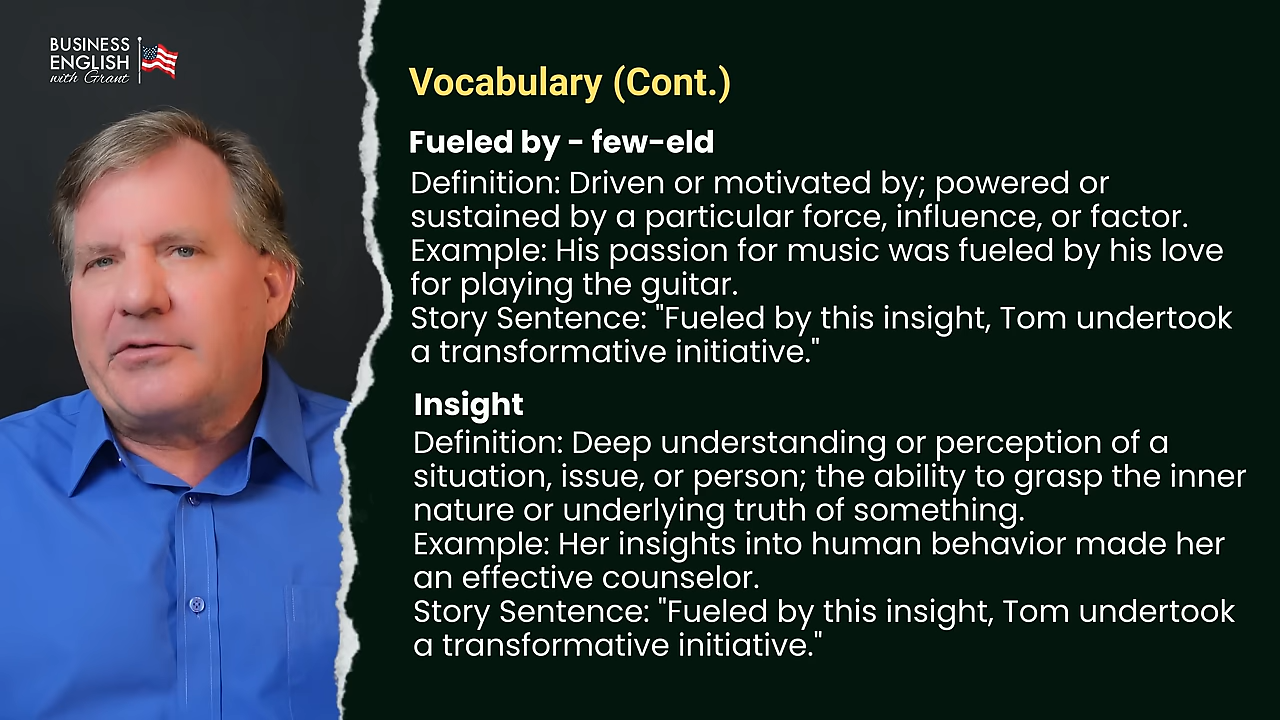 BUSINESS
ENGLISH
with Grant
Vocabulary (Cont.)
Fueled by - few-eld
Definition: Driven or motivated by; powered or
sustained by a particular force, influence, or factor.
Example: His passion for music was fueled by his love
for playing the guitar.
Story Sentence: "Fueled by this insight, Tom undertook
a transformative initiative."
Insight
Definition: Deep understanding or perception of a
situation, issue, or person; the ability to grasp the inner
nature or underlying truth of something.
Example: Her insights into human behavior made her
an effective counselor.
Story Sentence: "Fueled by this insight, Tom undertook
a transformative initiative."